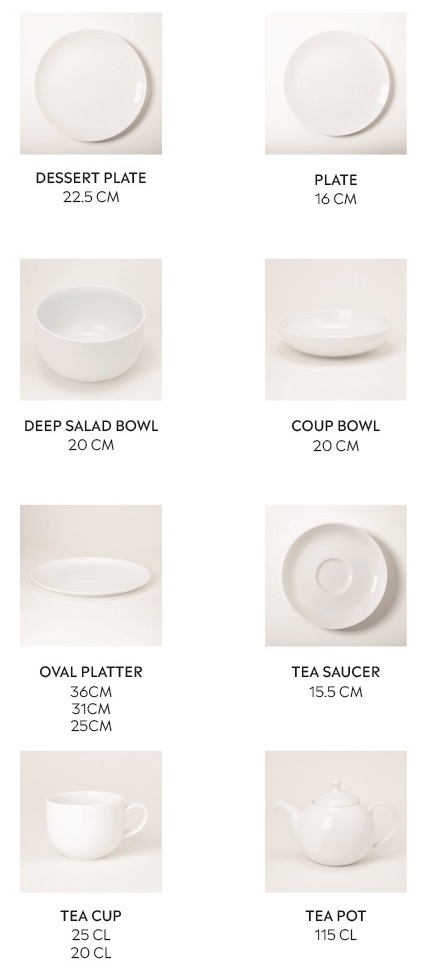 DESSERT PLATE
22.5 CM
PLATE
16 CM
DEEP SALAD BOWL
20 CM
COUP BOWL
20 CM
OVAL PLATTER
36CM
31CM
25CM
TEA SAUCER
15.5 CM
TEA CUP
25 CL
20 CL
TEA POT
115 CL